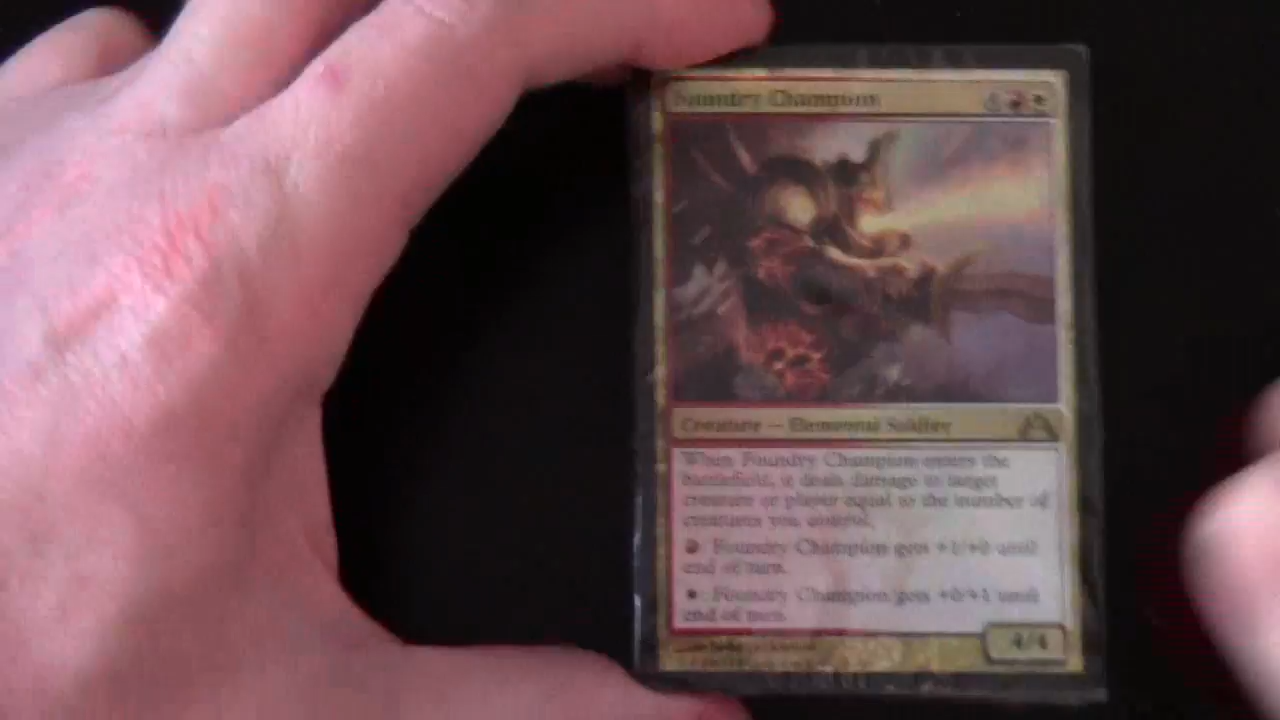 Foundry Champion 4
Creature — Elemental Soldier
When Foundry Champion enters the
battlefield, it deals damage to target
creature or player equal to the number of
creatures you control.
: Foundry Champion gets +1/+0 until
end of turn.
: Foundry Champion gets +0/+1 until
end of turn.
4/4